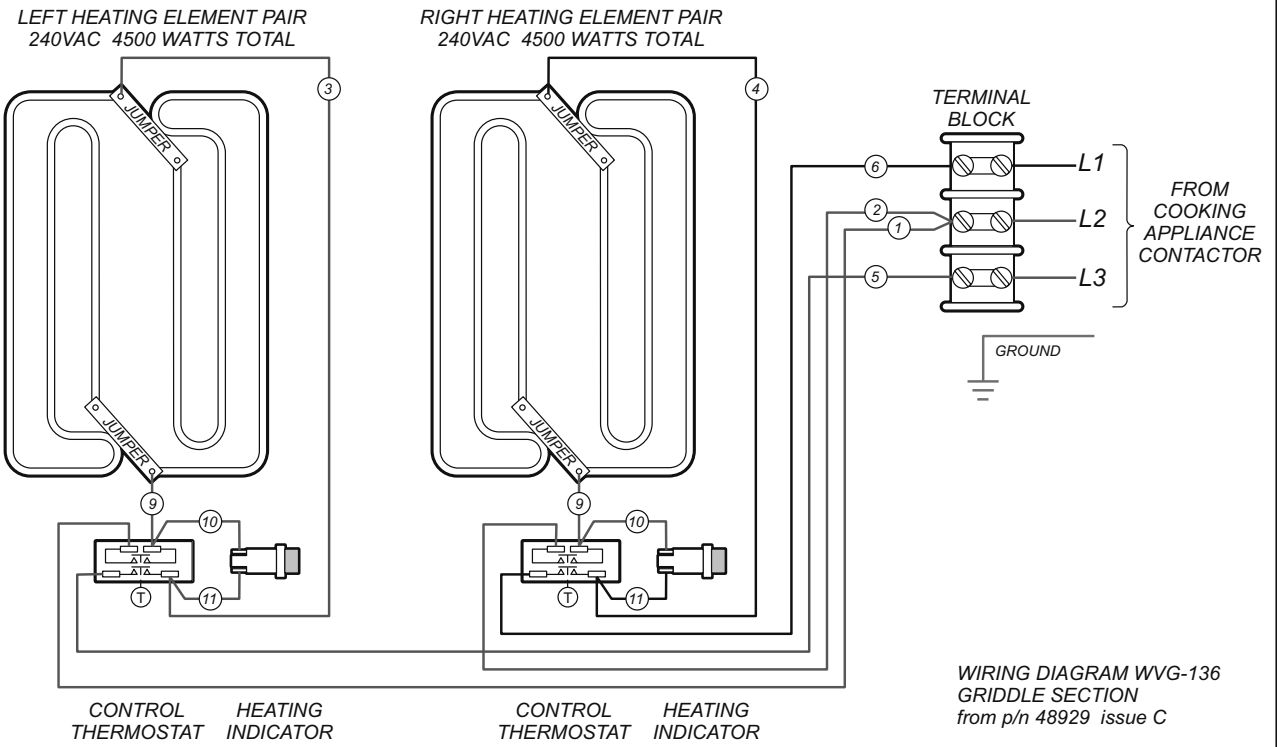 LEFT HEATING ELEMENT PAIR
240VAC 4500 WATTS TOTAL
RIGHT HEATING ELEMENT PAIR
240VAC 4500 WATTS TOTAL
3
4
JUMPER
JUMPER
TERMINAL
BLOCK
6
L1
2
1
L2
5
L3
FROM
COOKING
APPLIANCE
CONTACTOR
GROUND
JUMPER
JUMPER
9
9
10
10
T
11
T
11
CONTROL
THERMOSTAT
HEATING
INDICATOR
CONTROL
THERMOSTAT
HEATING
INDICATOR
WIRING DIAGRAM WVG-136
GRIDDLE SECTION
from p/n 48929 issue C